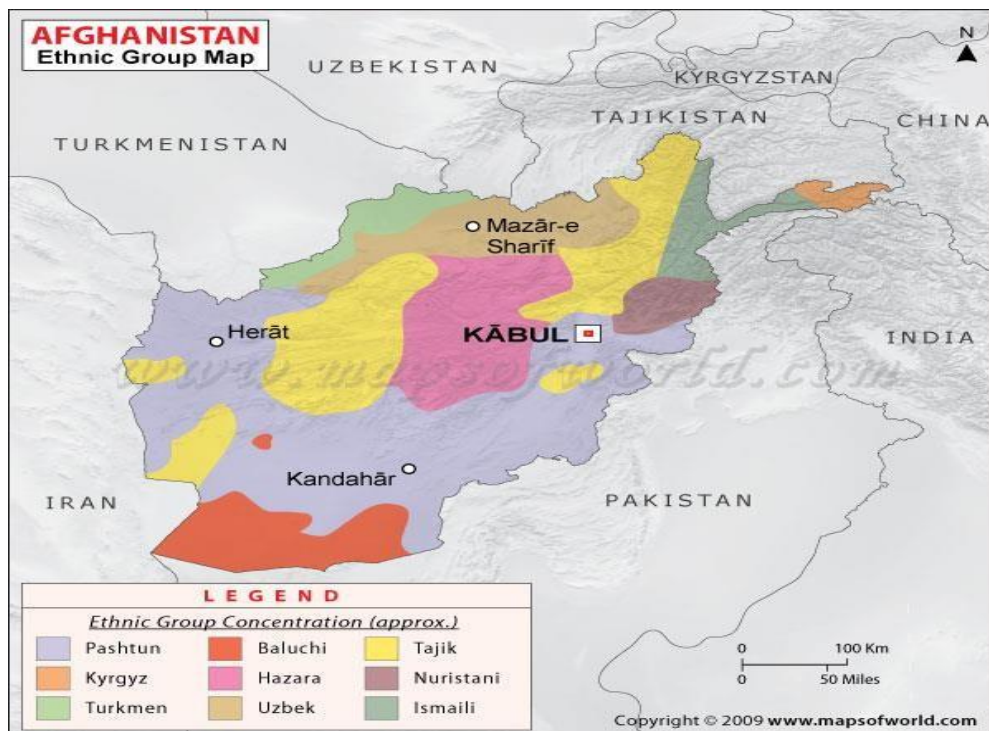 AFGHANISTAN
Ethnic Group Map
N
UZBEKISTAN
KYRGYZSTAN
TAJIKISTAN
CHINA
TURKMENISTAN
Mazār-e
Sharīf
Herāt
KĀBUL
INDIA
www.mapsofworld.com
Kandahār
IRAN
PAKISTAN
LEGEND
Ethnic Group Concentration (approx.)
Pashtun Baluchi Tajik
Kyrgyz Hazara Nuristani
Turkmen Uzbek Ismaili
0 100 Km
0 50 Miles
Copyright © 2009 www.mapsofworld.com